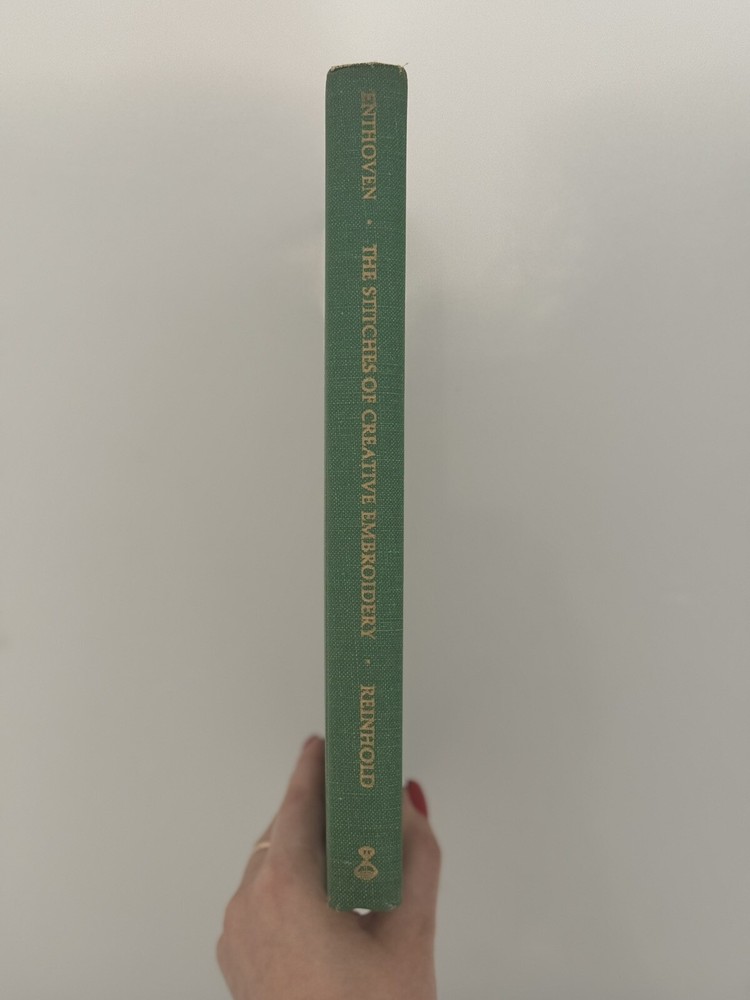 ENTHOVEN · THE STITCHES OF CREATIVE EMBROIDERY · REINHOLD